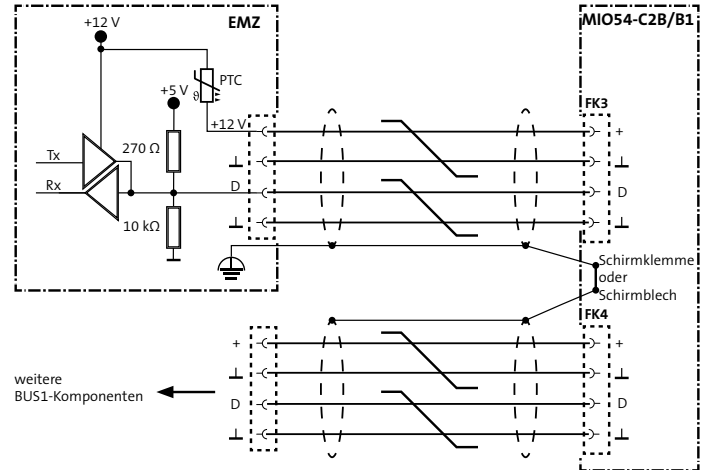 +12 V
EMZ
MIO54-C2B/B1
PTC
ϑ
+5 V
FK3
+12 V
+
Tx
270 Ω
⊥
⊥
Rx
D
D
10 kΩ
⊥
⊥
Schirmklemme
oder
Schirmblech
FK4
+
+
⊥
⊥
weitere
BUS1-Komponenten
D
D
⊥
⊥